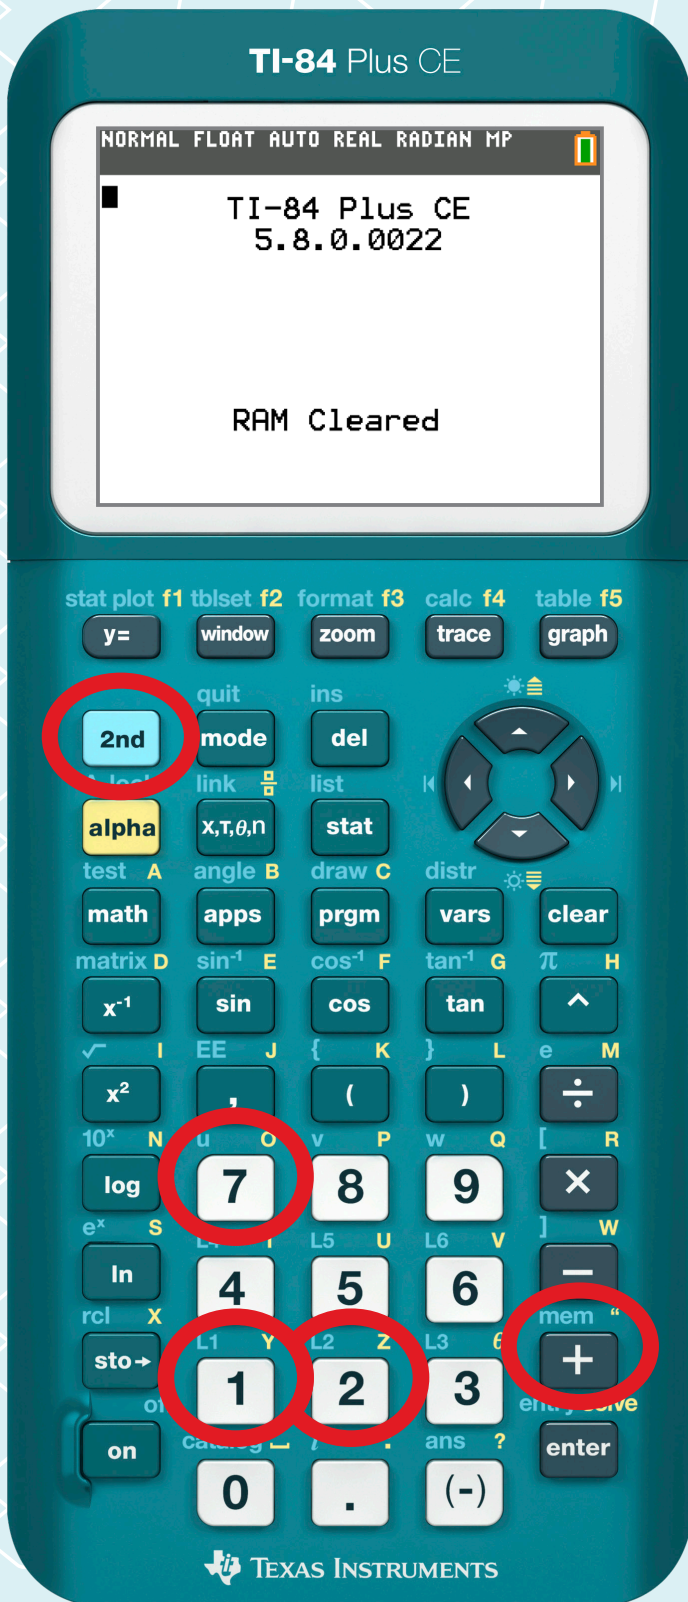 TI-84 Plus CE
NORMAL FLOAT AUTO REAL RADIAN MP
TI-84 Plus CE
5.8.0.0022
RAM Cleared
stat plot f1 tblset f2 format f3 calc f4 table f5
y= window zoom trace graph
quit ins
2nd mode del
link list
alpha X,T,θ,n stat
test A angle B draw C distr
math apps prgm vars clear
matrix D sin-1 E cos-1 F tan-1 G π H
x-1 sin cos tan ^
√ I EE J { K } L e M
x2 , ( ) ÷
10x N u O v P w Q [ R
log 7 8 9 ×
ex S L4 T L5 U L6 V ] W
ln 4 5 6 −
rcl X L1 Y L2 Z L3 θ mem "
sto→ 1 2 3 +
on 0 . (-) enter
ans ?
TEXAS INSTRUMENTS